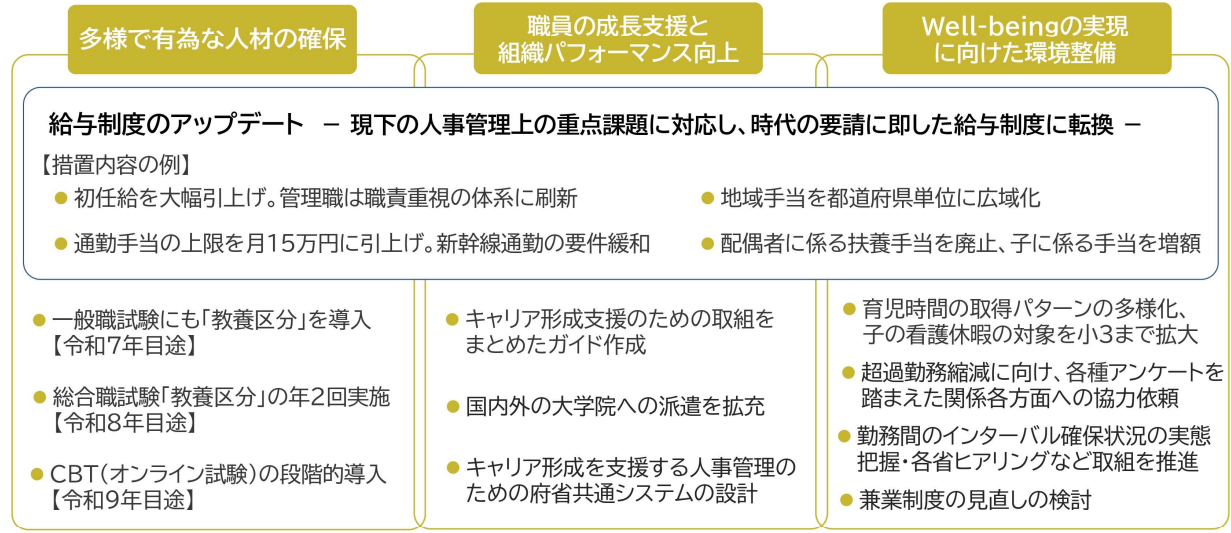 多様で有為な人材の確保
職員の成長支援と
組織パフォーマンス向上
Well-beingの実現
に向けた環境整備
給与制度のアップデート － 現下の人事管理上の重点課題に対応し、時代の要請に即した給与制度に転換 －
【措置内容の例】
● 初任給を大幅引上げ。管理職は職責重視の体系に刷新
● 地域手当を都道府県単位に広域化
● 通勤手当の上限を月15万円に引上げ。新幹線通勤の要件緩和
● 配偶者に係る扶養手当を廃止、子に係る手当を増額
● 一般職試験にも「教養区分」を導入
【令和7年目途】
● 総合職試験「教養区分」の年2回実施
【令和8年目途】
● CBT(オンライン試験)の段階的導入
【令和9年目途】
● キャリア形成支援のための取組を
まとめたガイド作成
● 国内外の大学院への派遣を拡充
● キャリア形成を支援する人事管理の
ための府省共通システムの設計
● 育児時間の取得パターンの多様化、
子の看護休暇の対象を小3まで拡大
● 超過勤務縮減に向け、各種アンケートを
踏まえた関係各方面への協力依頼
● 勤務間のインターバル確保状況の実態
把握・各省ヒアリングなど取組を推進
● 兼業制度の見直しの検討